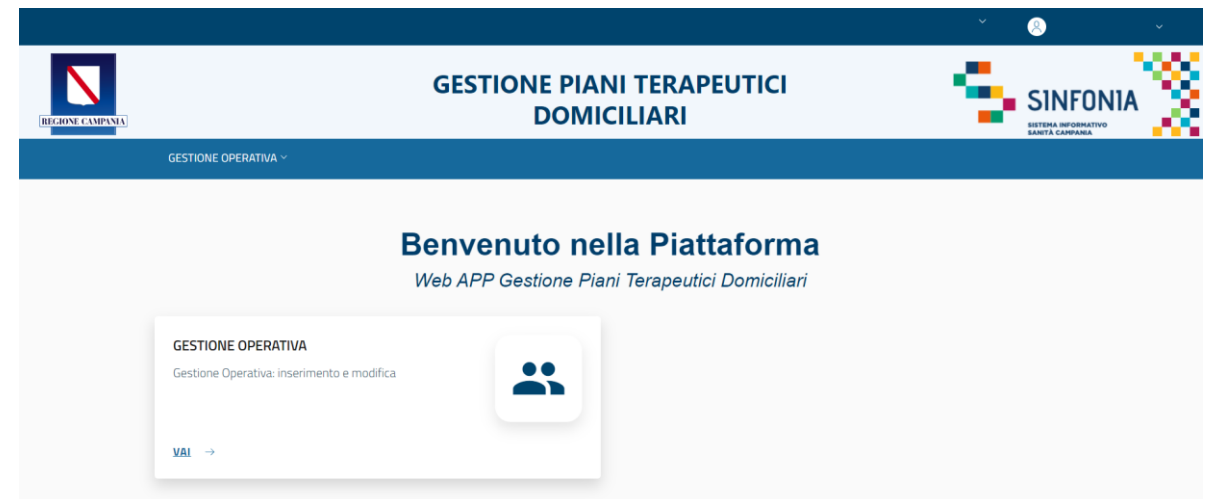 REGIONE CAMPANIA
GESTIONE PIANI TERAPEUTICI
DOMICILIARI
SINFONIA
SISTEMA INFORMATIVO
SANITÀ CAMPANIA
GESTIONE OPERATIVA
Benvenuto nella Piattaforma
Web APP Gestione Piani Terapeutici Domiciliari
GESTIONE OPERATIVA
Gestione Operativa: inserimento e modifica
VAI →